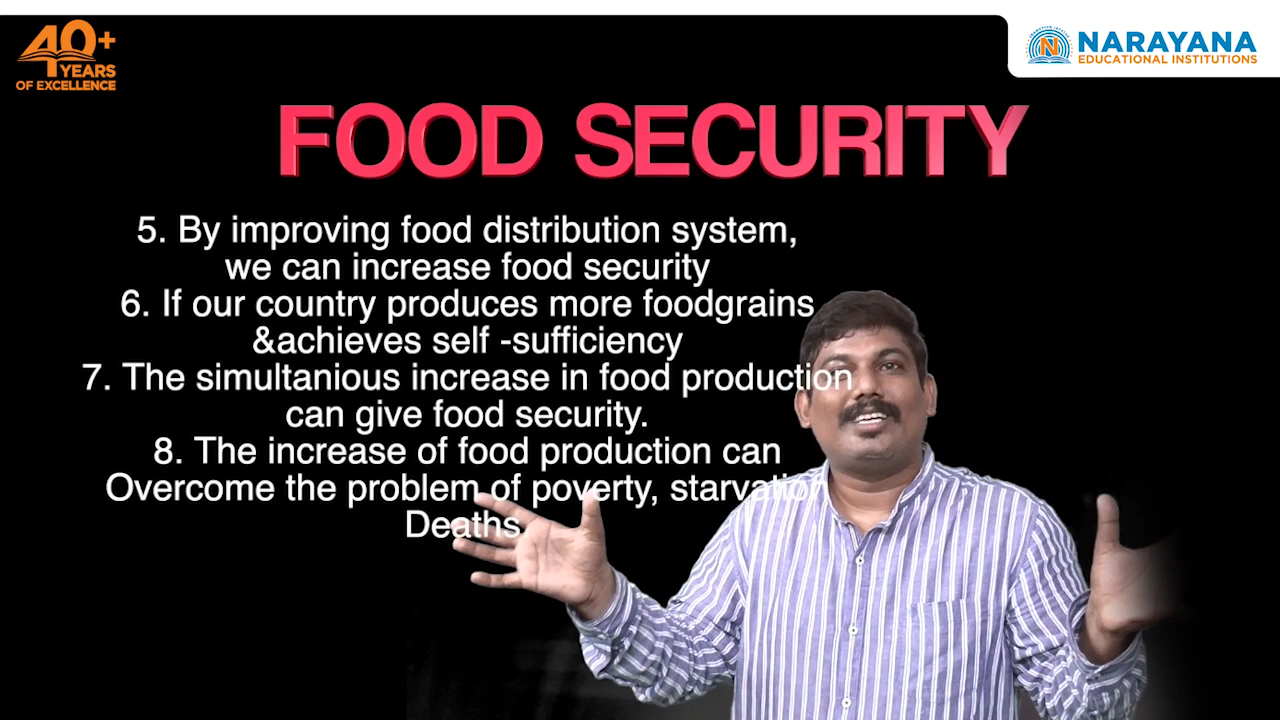 40+
YEARS
OF EXCELLENCE
N
NARAYANA
EDUCATIONAL INSTITUTIONS
FOOD SECURITY
5. By improving food distribution system,
we can increase food security
6. If our country produces more foodgrains
&achieves self -sufficiency
7. The simultanious increase in food production
can give food security.
8. The increase of food production can
Overcome the problem of poverty, starvation
Deaths.